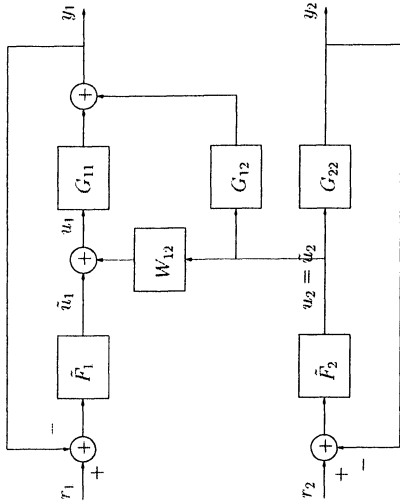 y₁
y₂
+
G₁₁
G₁₂
G₂₂
u₁
W₁₂
+
ũ₁
u₂ = ũ₂
F̃₁
F̃₂
−
+
+
−
+
r₁
r₂